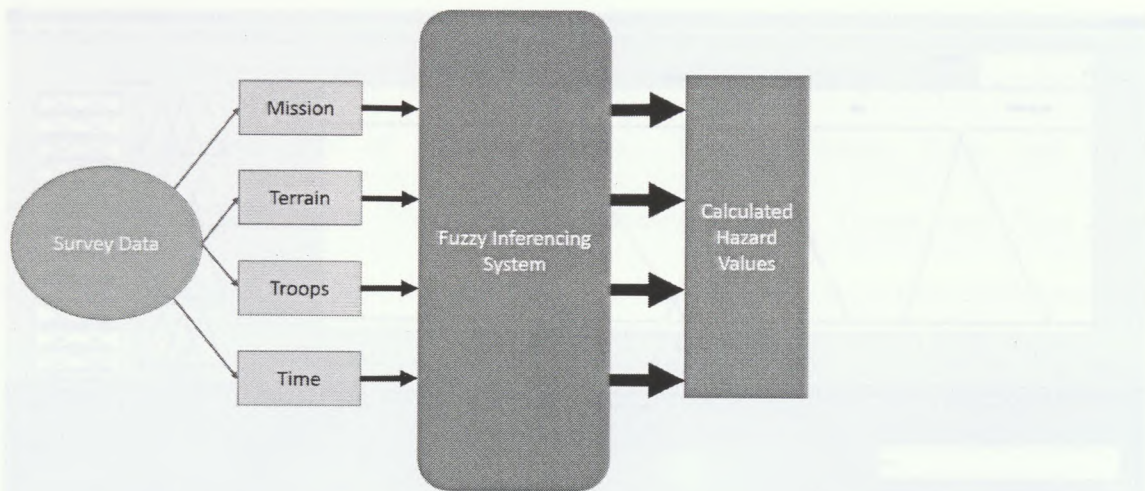 Survey Data
Mission
Terrain
Troops
Time
Fuzzy Inferencing
System
Calculated
Hazard
Values